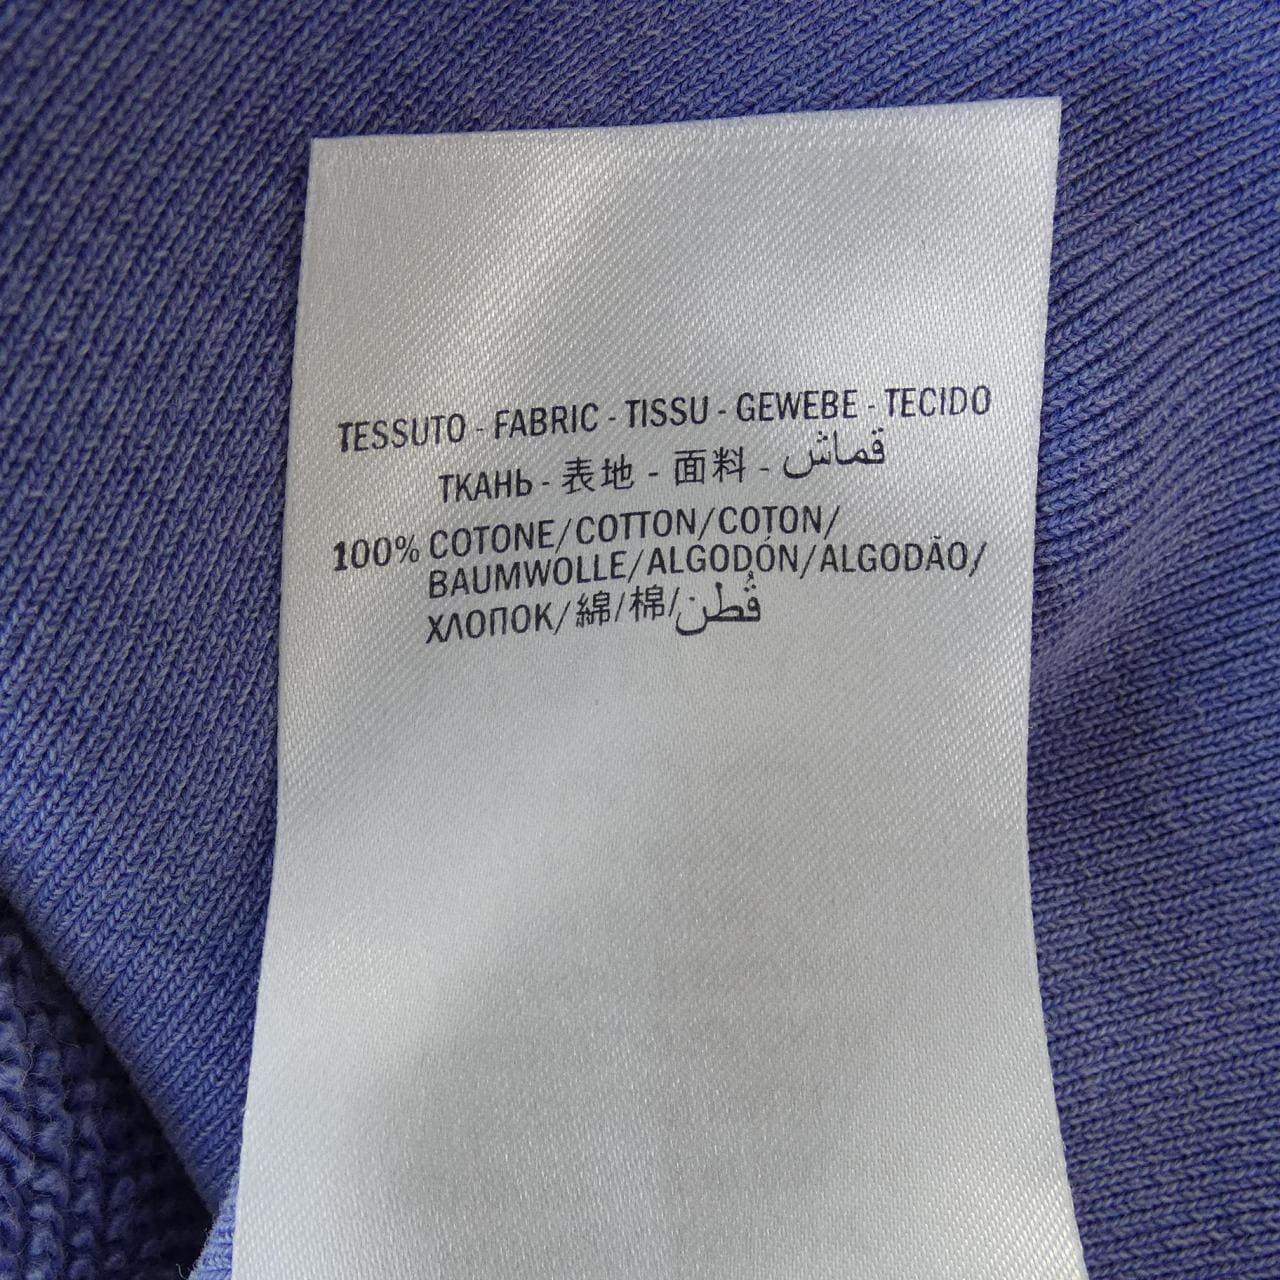 TESSUTO - FABRIC - TISSU - GEWEBE - TECIDO
ТКАНЬ - 表地 - 面料 - قماش
100% COTONE/COTTON/COTON/
BAUMWOLLE/ALGODÓN/ALGODÃO/
ХЛОПОК/綿/棉/قُطن